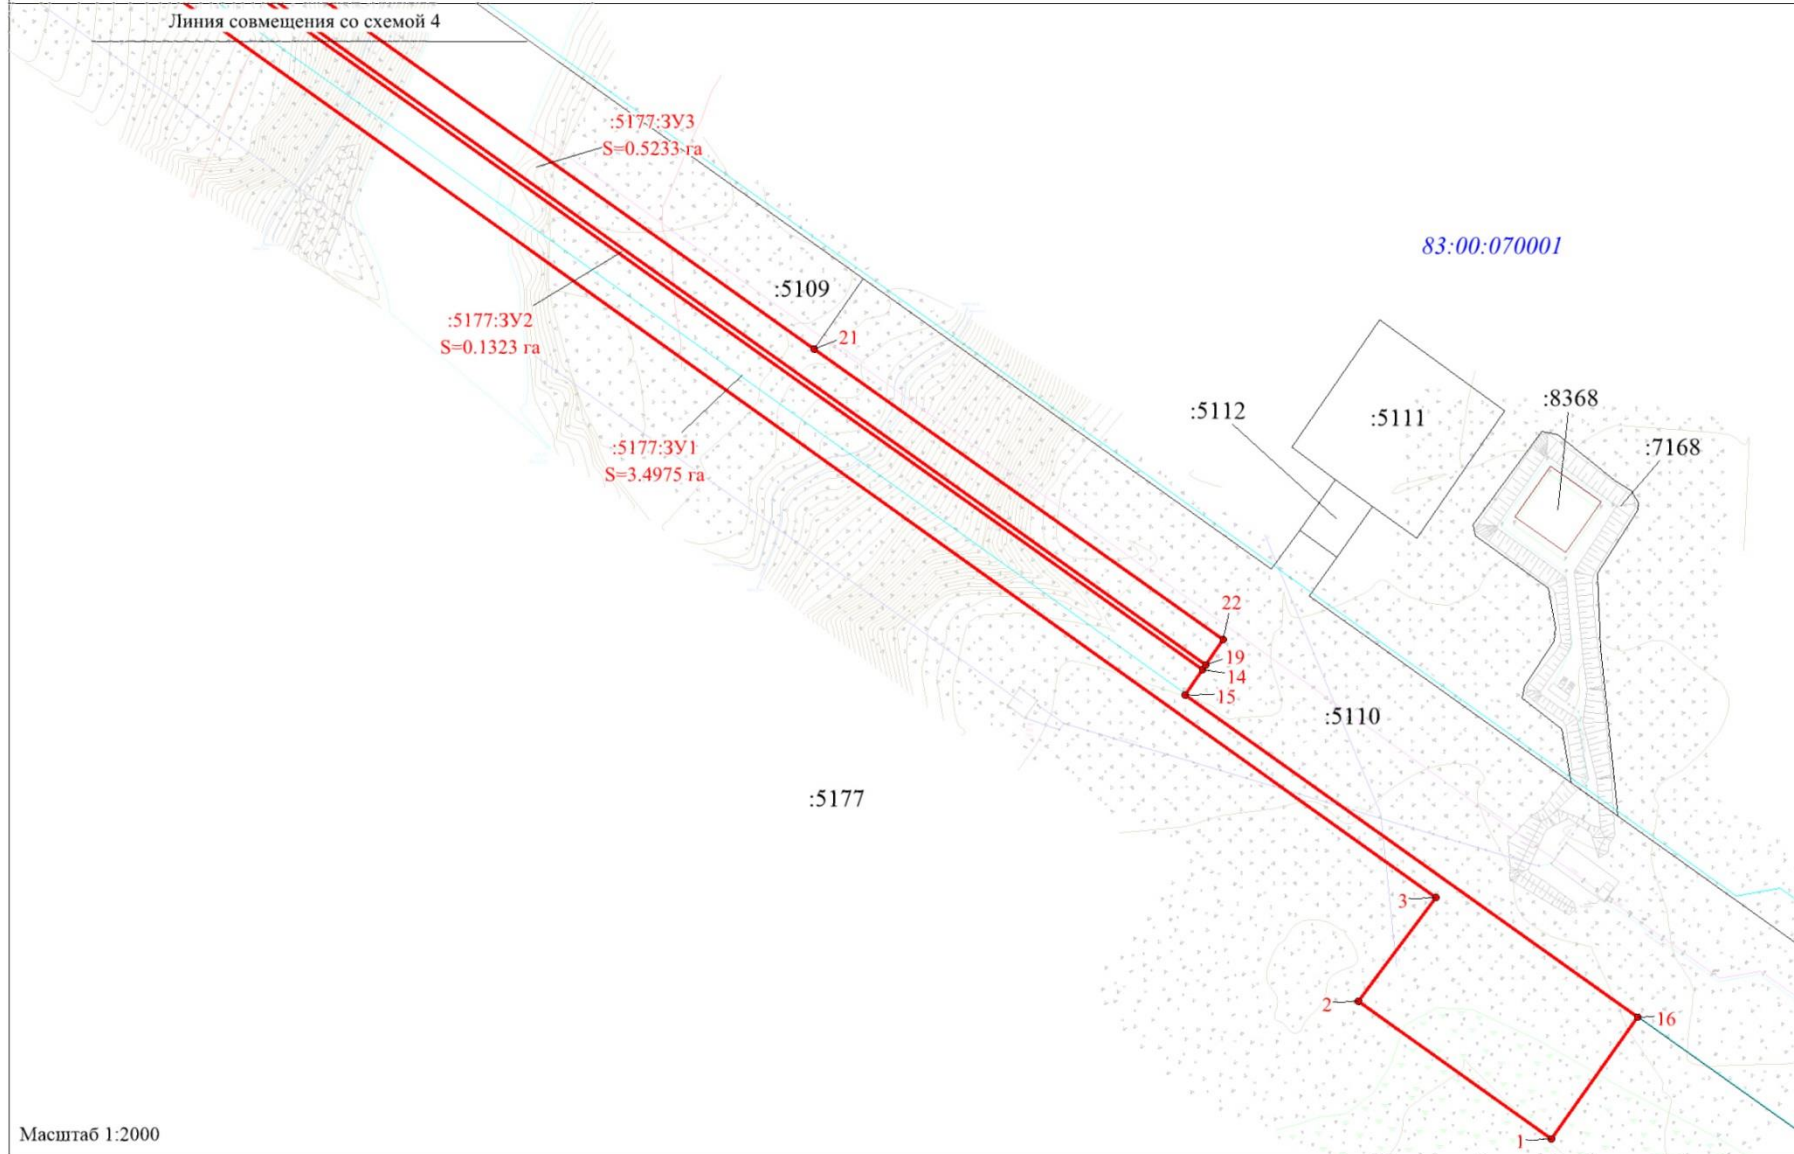 Линия совмещения со схемой 4
:5177:ЗУ3
S=0.5233 га
83:00:070001
:5109
:5177:ЗУ2
S=0.1323 га
21
:8368
:5112
:5111
:7168
:5177:ЗУ1
S=3.4975 га
22
19
14
15
:5110
:5177
3
2
16
1
Масштаб 1:2000